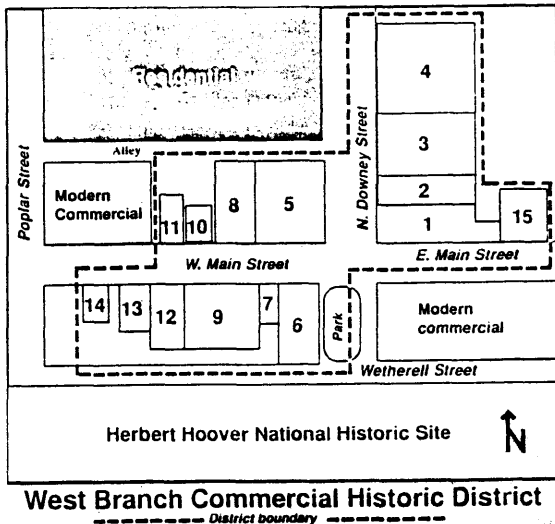 Residential
Alley
Poplar Street
Modern
Commercial
11
10
8
5
N. Downey Street
4
3
2
1
15
W. Main Street
E. Main Street
14
13
12
9
7
6
Park
Modern
commercial
Wetherell Street
Herbert Hoover National Historic Site
N
West Branch Commercial Historic District
District boundary